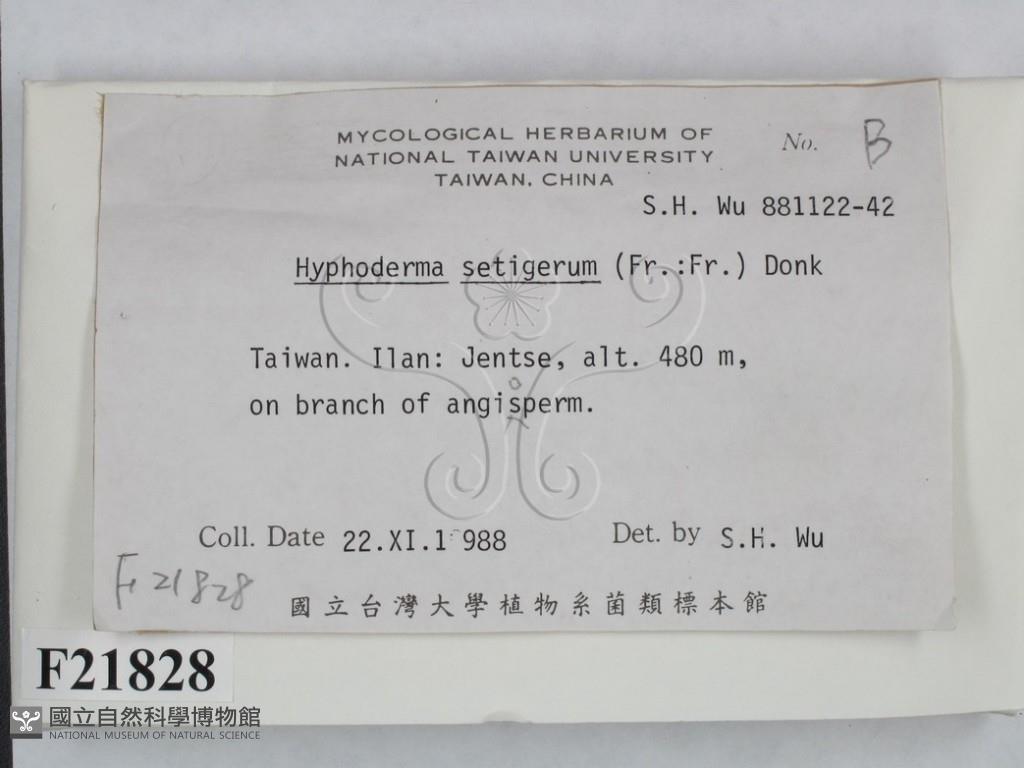 MYCOLOGICAL HERBARIUM OF
NATIONAL TAIWAN UNIVERSITY
TAIWAN, CHINA
No. B
S.H. Wu 881122-42
Hyphoderma setigerum (Fr.:Fr.) Donk
Taiwan. Ilan: Jentse, alt. 480 m,
on branch of angisperm.
o
Coll. Date 22.XI.1988
Det. by S.H. Wu
F21828
國立台灣大學植物系菌類標本館
F21828
國立自然科學博物館
NATIONAL MUSEUM OF NATURAL SCIENCE